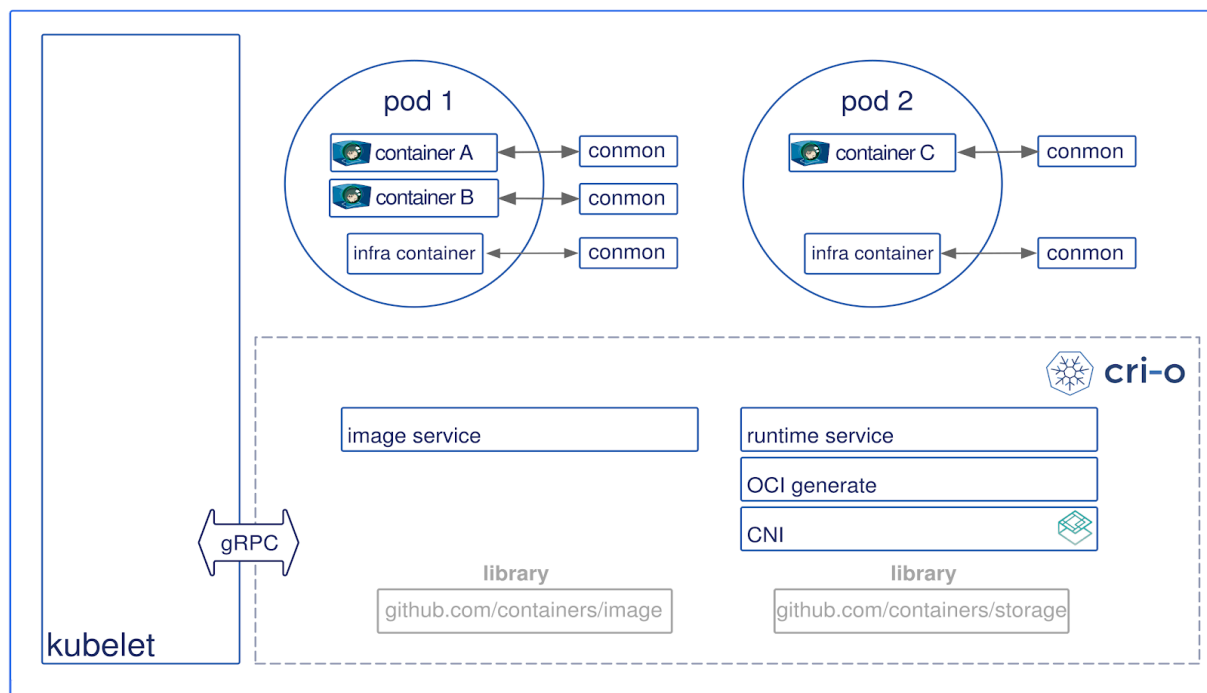 pod 1
container A
conmon
container B
conmon
infra container
conmon
pod 2
container C
conmon
infra container
conmon
cri-o
image service
runtime service
OCI generate
CNI
gRPC
library
github.com/containers/image
library
github.com/containers/storage
kubelet